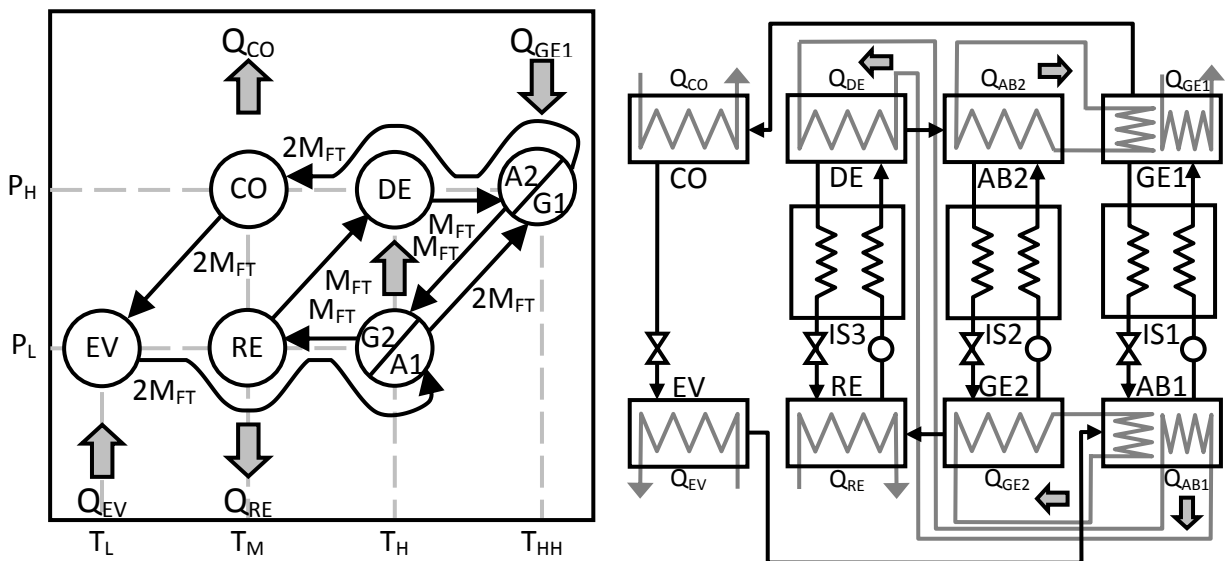 Q_CO
Q_GE1
2M_FT
P_H
CO
DE
A2
G1
M_FT
M_FT
2M_FT
M_FT
2M_FT
M_FT
P_L
EV
RE
G2
A1
2M_FT
Q_EV
Q_RE
T_L
T_M
T_H
T_HH
Q_CO
Q_DE
Q_AB2
Q_GE1
CO
DE
AB2
GE1
IS3
IS2
IS1
EV
RE
GE2
AB1
Q_EV
Q_RE
Q_GE2
Q_AB1